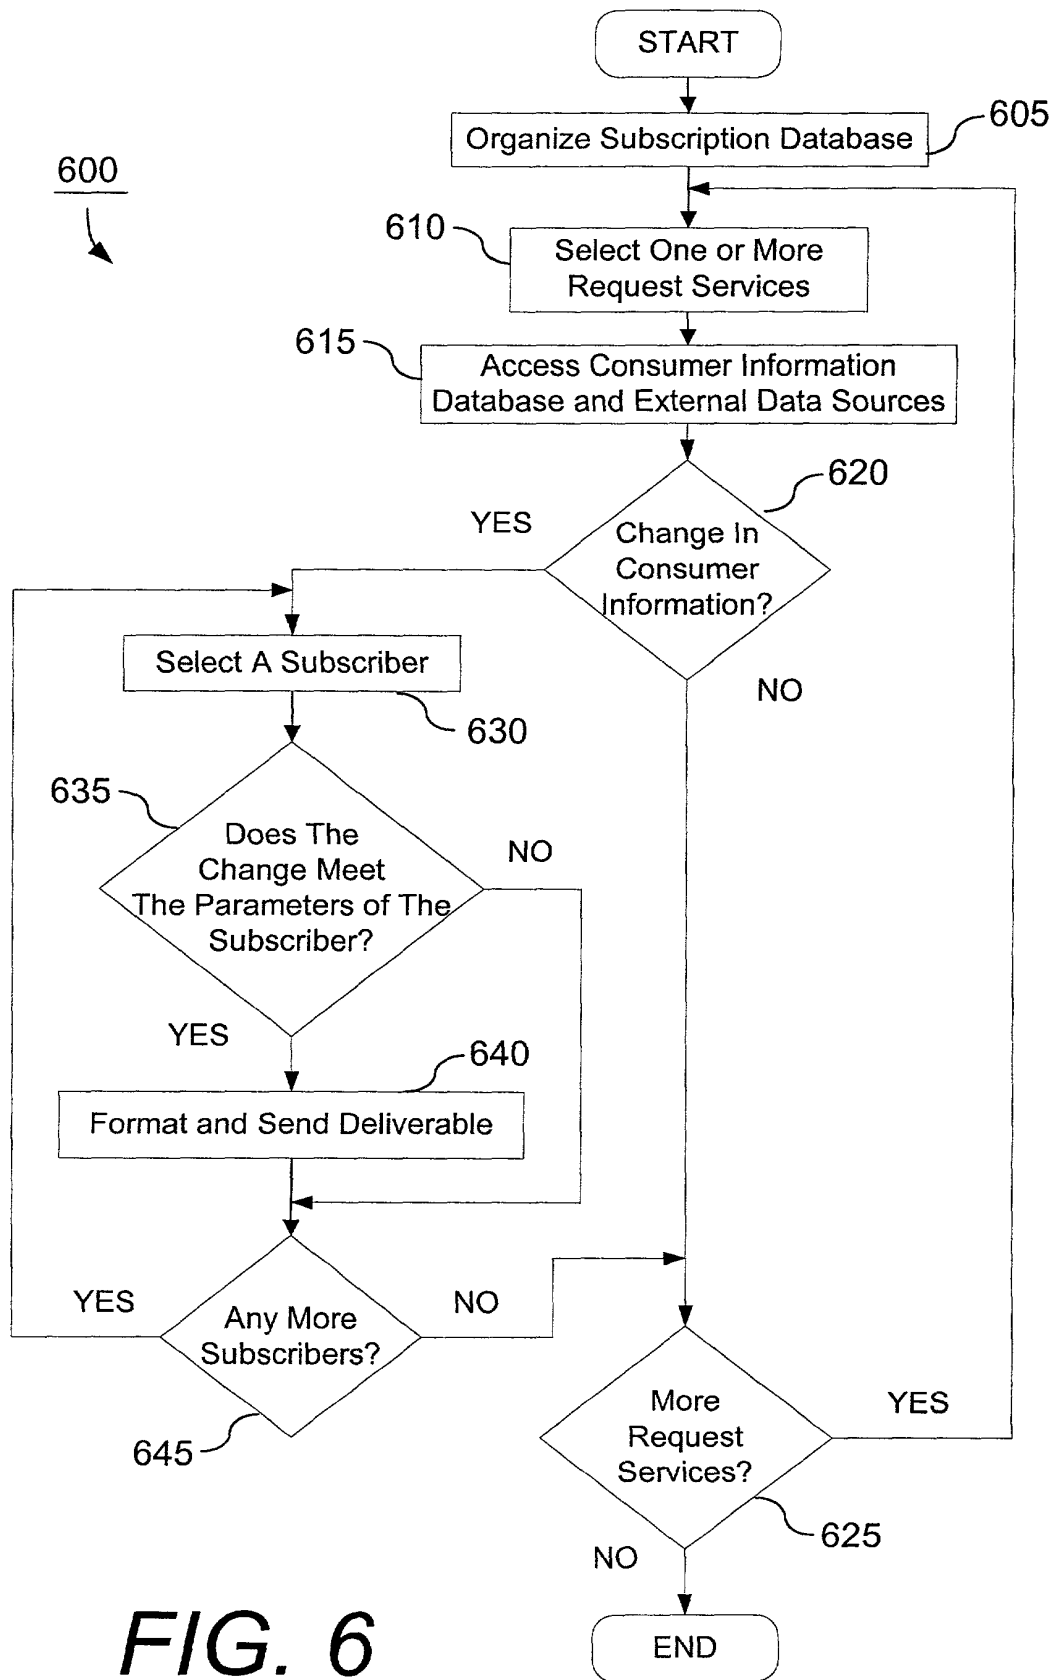 START
605
Organize Subscription Database
600
610
Select One or More
Request Services
615
Access Consumer Information
Database and External Data Sources
620
YES
Change In
Consumer
Information?
NO
Select A Subscriber
630
635
Does The
Change Meet
The Parameters of The
Subscriber?
NO
YES
640
Format and Send Deliverable
YES
Any More
Subscribers?
NO
645
More
Request
Services?
YES
625
NO
END
FIG. 6